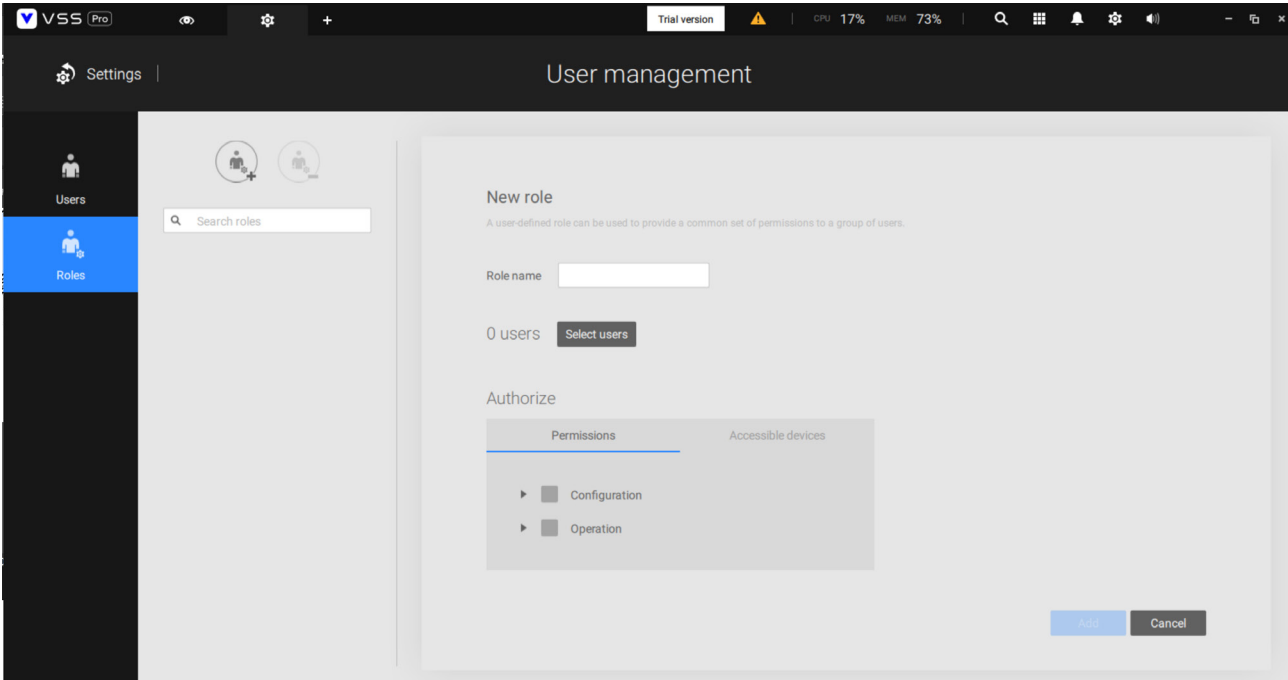 VSS Pro
Trial version
CPU 17% MEM 73%
Settings
User management
Users
Roles
Search roles
New role
A user-defined role can be used to provide a common set of permissions to a group of users.
Role name
0 users Select users
Authorize
Permissions Accessible devices
Configuration
Operation
Add Cancel